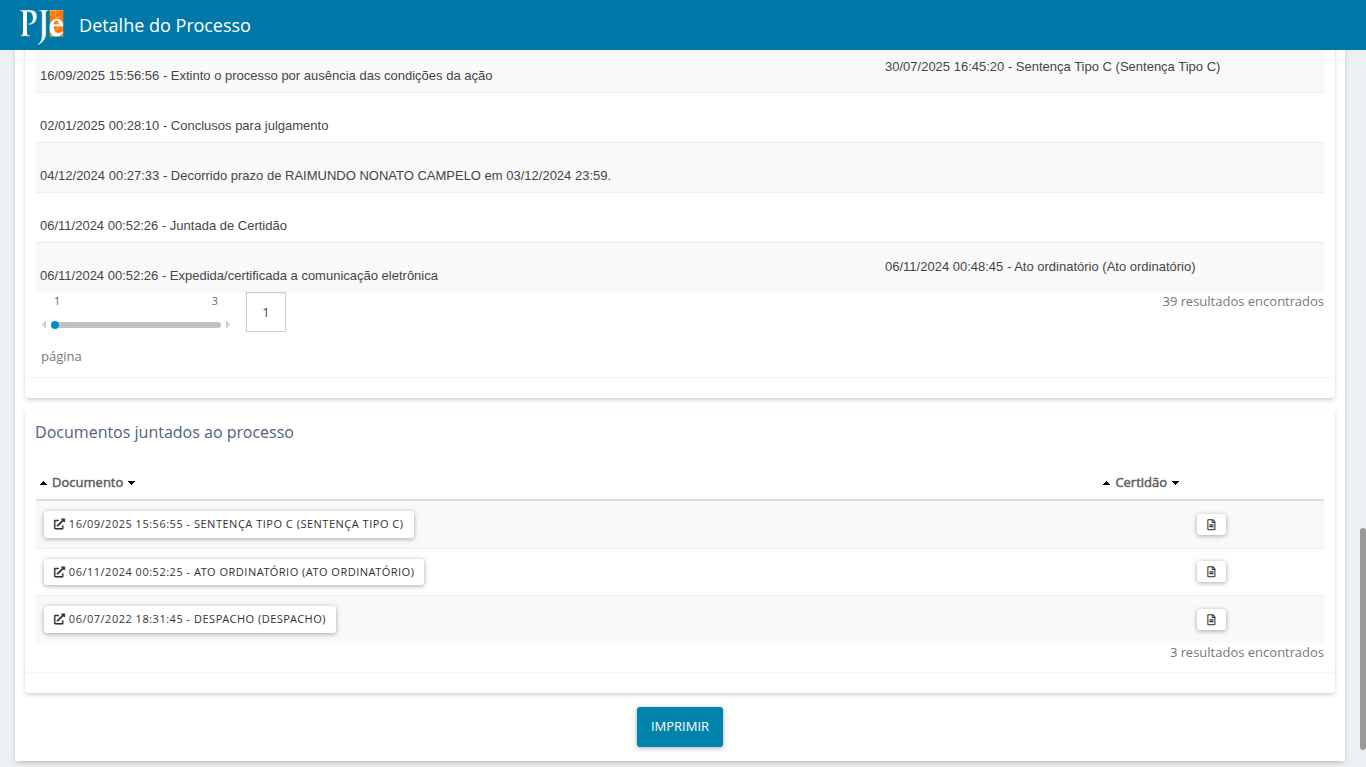 PJe Detalhe do Processo
16/09/2025 15:56:56 - Extinto o processo por ausência das condições da ação
30/07/2025 16:45:20 - Sentença Tipo C (Sentença Tipo C)
02/01/2025 00:28:10 - Conclusos para julgamento
04/12/2024 00:27:33 - Decorrido prazo de RAIMUNDO NONATO CAMPELO em 03/12/2024 23:59.
06/11/2024 00:52:26 - Juntada de Certidão
06/11/2024 00:52:26 - Expedida/certificada a comunicação eletrônica
06/11/2024 00:48:45 - Ato ordinatório (Ato ordinatório)
1 3
1
39 resultados encontrados
página
Documentos juntados ao processo
Documento Certidão
16/09/2025 15:56:55 - SENTENÇA TIPO C (SENTENÇA TIPO C)
06/11/2024 00:52:25 - ATO ORDINATÓRIO (ATO ORDINATÓRIO)
06/07/2022 18:31:45 - DESPACHO (DESPACHO)
3 resultados encontrados
IMPRIMIR